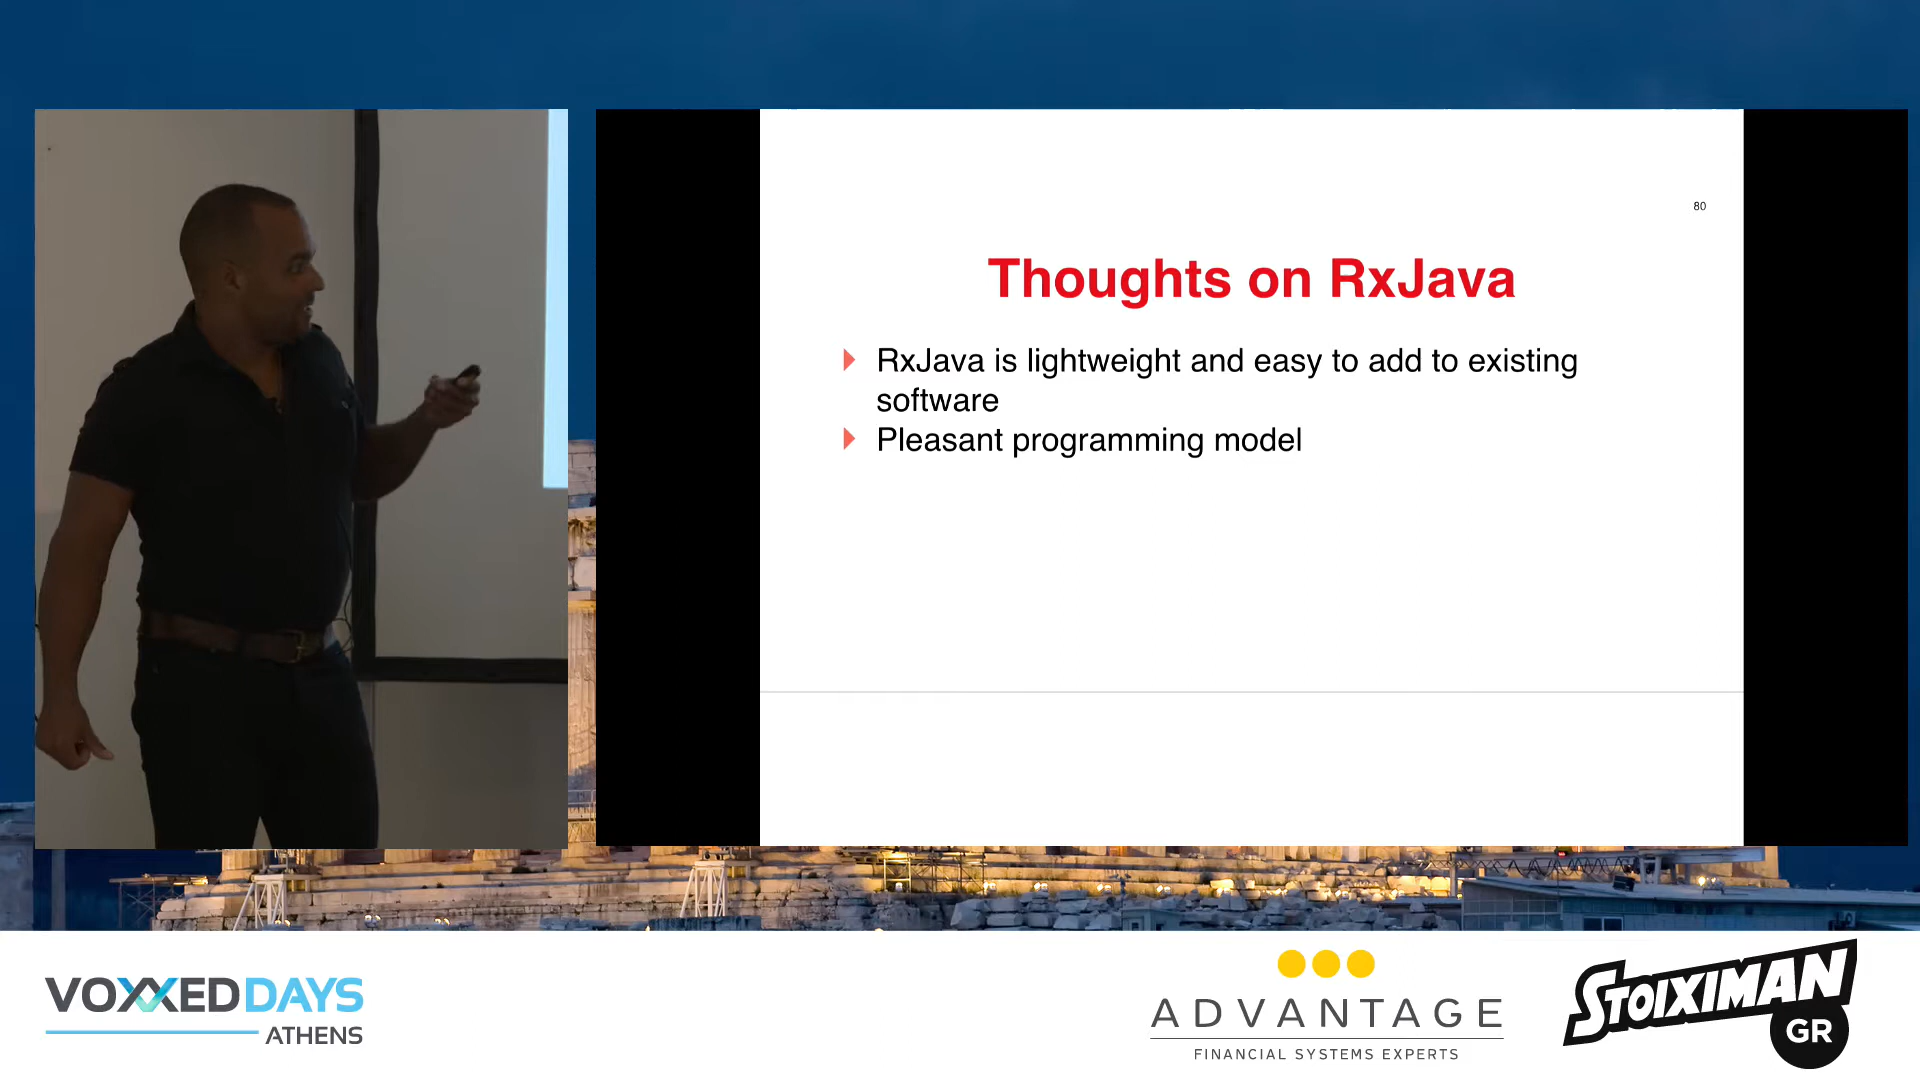 80
Thoughts on RxJava
RxJava is lightweight and easy to add to existing
software
Pleasant programming model
VOXXEDDAYS
ATHENS
ADVANTAGE
FINANCIAL SYSTEMS EXPERTS
STOIXIMAN
GR